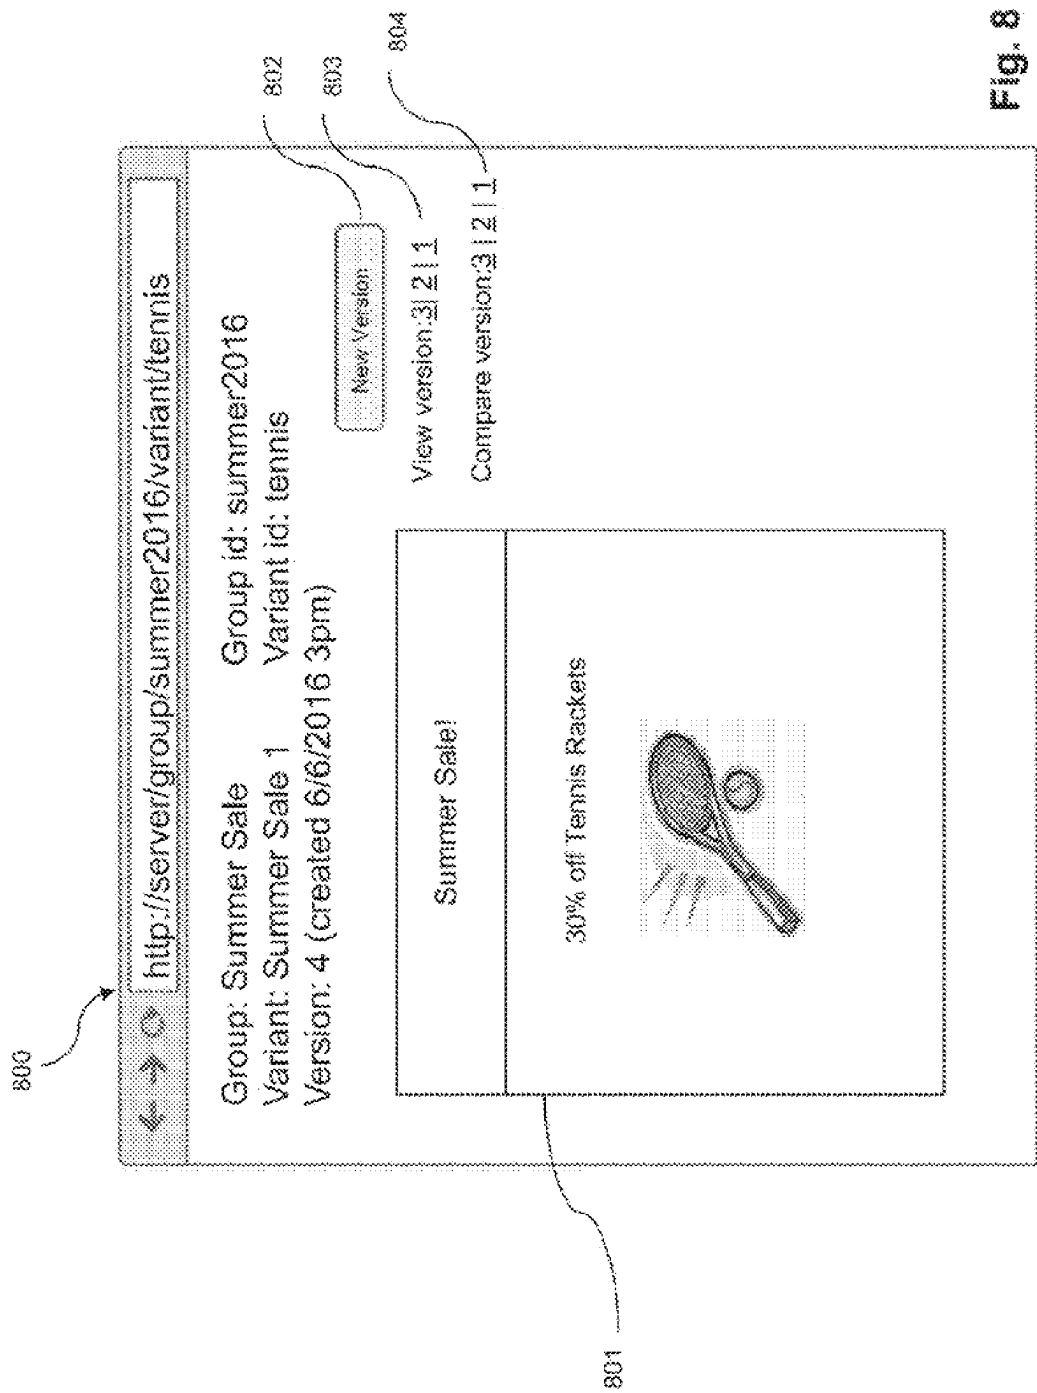 800
http://server/group/summer2016/variant/tennis
Group: Summer Sale Group id: summer2016
Variant: Summer Sale 1 Variant id: tennis
Version: 4 (created 6/6/2016 3pm)
802
New Version
803
View version:3| 2 | 1
804
Compare version:3 | 2 | 1
Summer Sale!
30% off Tennis Rackets
801
Fig. 8